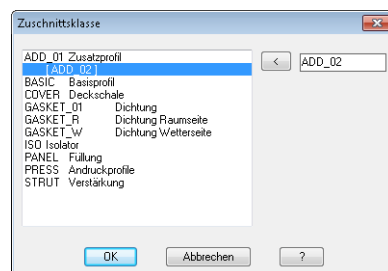 Zuschnittsklasse
ADD_01 Zusatzprofil
[ ADD_02 ]
BASIC Basisprofil
COVER Deckschale
GASKET_01 Dichtung
GASKET_R Dichtung Raumseite
GASKET_W Dichtung Wetterseite
ISO Isolator
PANEL Füllung
PRESS Andruckprofile
STRUT Verstärkung
< ADD_02
OK Abbrechen ?